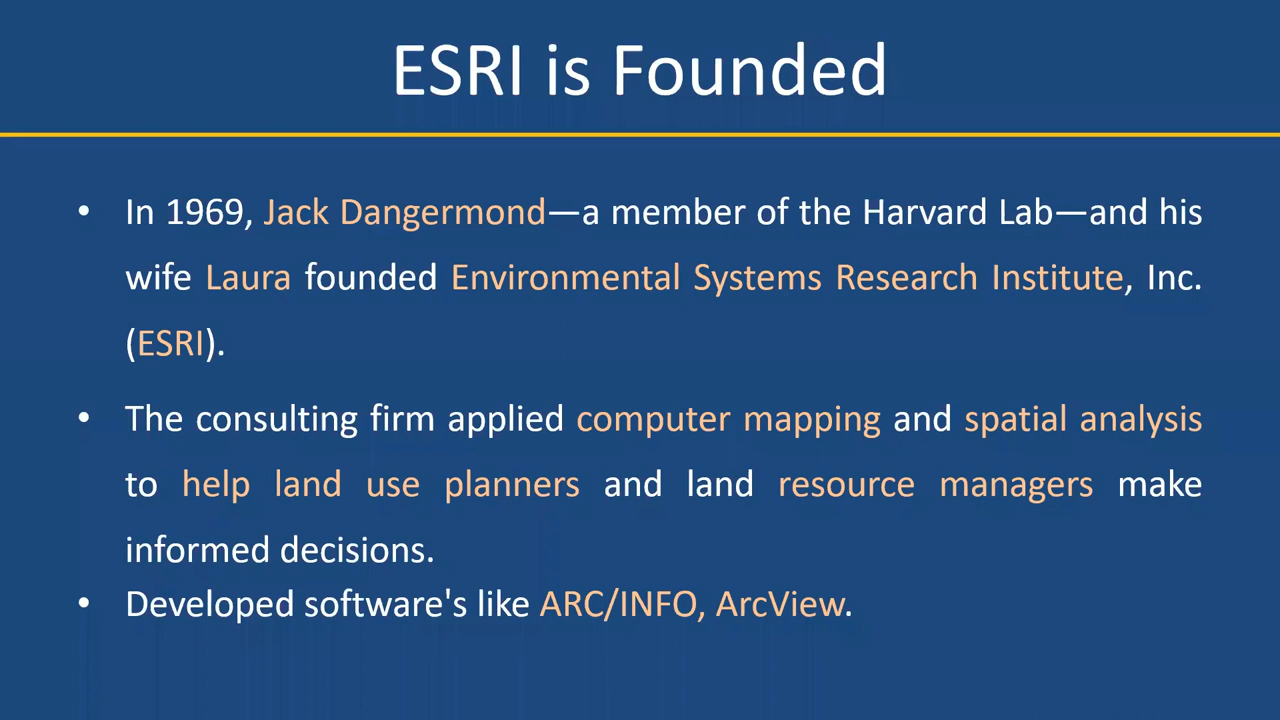 ESRI is Founded
• In 1969, Jack Dangermond—a member of the Harvard Lab—and his
wife Laura founded Environmental Systems Research Institute, Inc.
(ESRI).
• The consulting firm applied computer mapping and spatial analysis
to help land use planners and land resource managers make
informed decisions.
• Developed software's like ARC/INFO, ArcView.